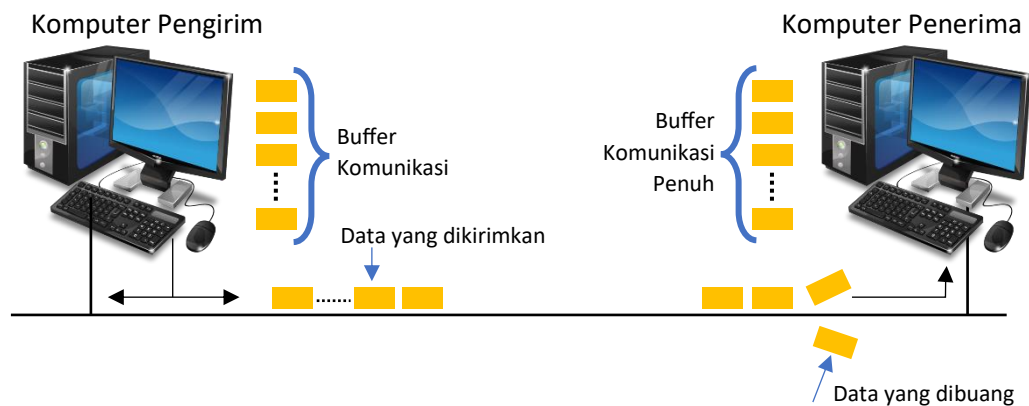 Komputer Pengirim
Komputer Penerima
Buffer
Komunikasi
Buffer
Komunikasi
Penuh
Data yang dikirimkan
Data yang dibuang